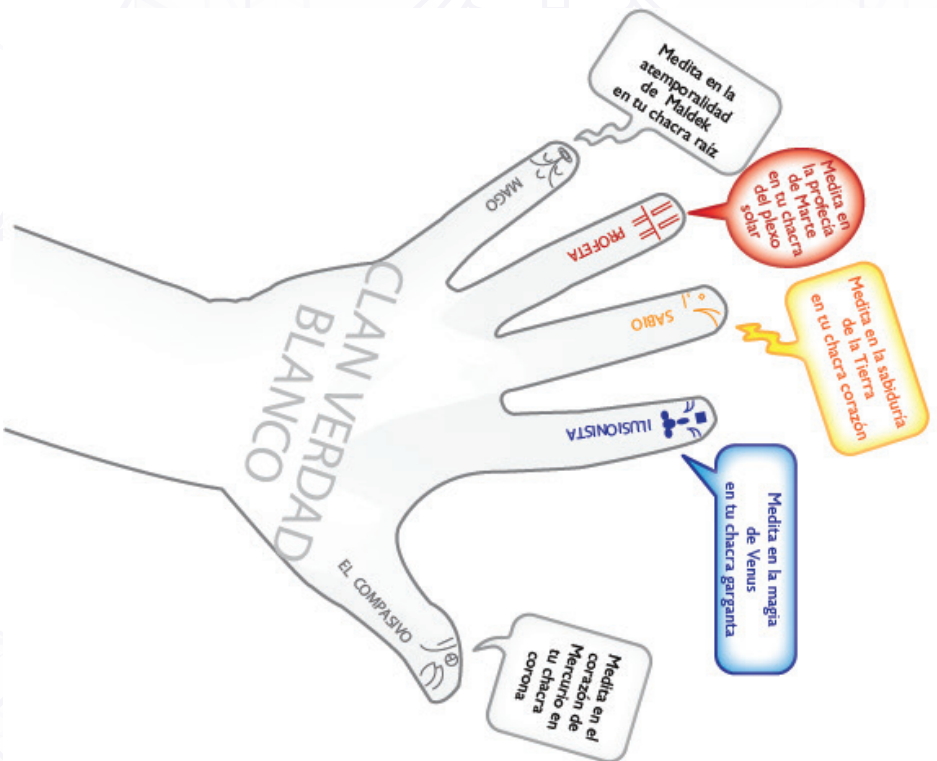 Medita en la
atemporalidad
de Maldek
en tu chacra raíz
MAGO
Medita en
la profecía
de Marte
en tu chacra
del plexo
solar
PROFETA
Medita en la sabiduría
de la Tierra
en tu chacra corazón
SABIO
Medita en la magia
de Venus
en tu chacra garganta
ILUSIONISTA
CLAN VERDAD
BLANCO
EL COMPASIVO
Medita en el
corazón de
Mercurio en
tu chacra
corona